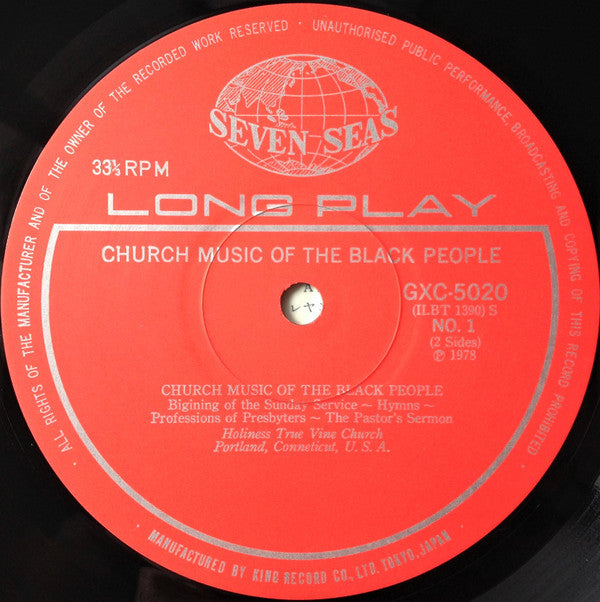 · ALL RIGHTS OF THE MANUFACTURER AND OF THE OWNER OF THE RECORDED WORK RESERVED · UNAUTHORISED PUBLIC PERFORMANCE, BROADCASTING AND COPYING OF THIS RECORD PROHIBITED ·
SEVEN SEAS
33⅓ RPM
LONG PLAY
CHURCH MUSIC OF THE BLACK PEOPLE
GXC-5020
(ILBT 1390) S
NO. 1
(2 Sides)
℗ 1978
A
レヤ
CHURCH MUSIC OF THE BLACK PEOPLE
Bigining of the Sunday Service ~ Hymns ~
Professions of Presbyters ~ The Pastor's Sermon
Holiness True Vine Church
Portland, Conneticut, U. S. A.
· MANUFACTURED BY KING RECORD CO., LTD. TOKYO, JAPAN ·